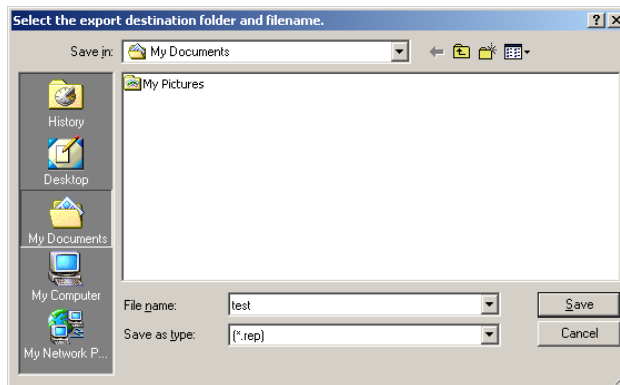 Select the export destination folder and filename.
Save in:
My Documents
My Pictures
History
Desktop
My Documents
My Computer
My Network P...
File name:
test
Save
Save as type:
(*.rep)
Cancel